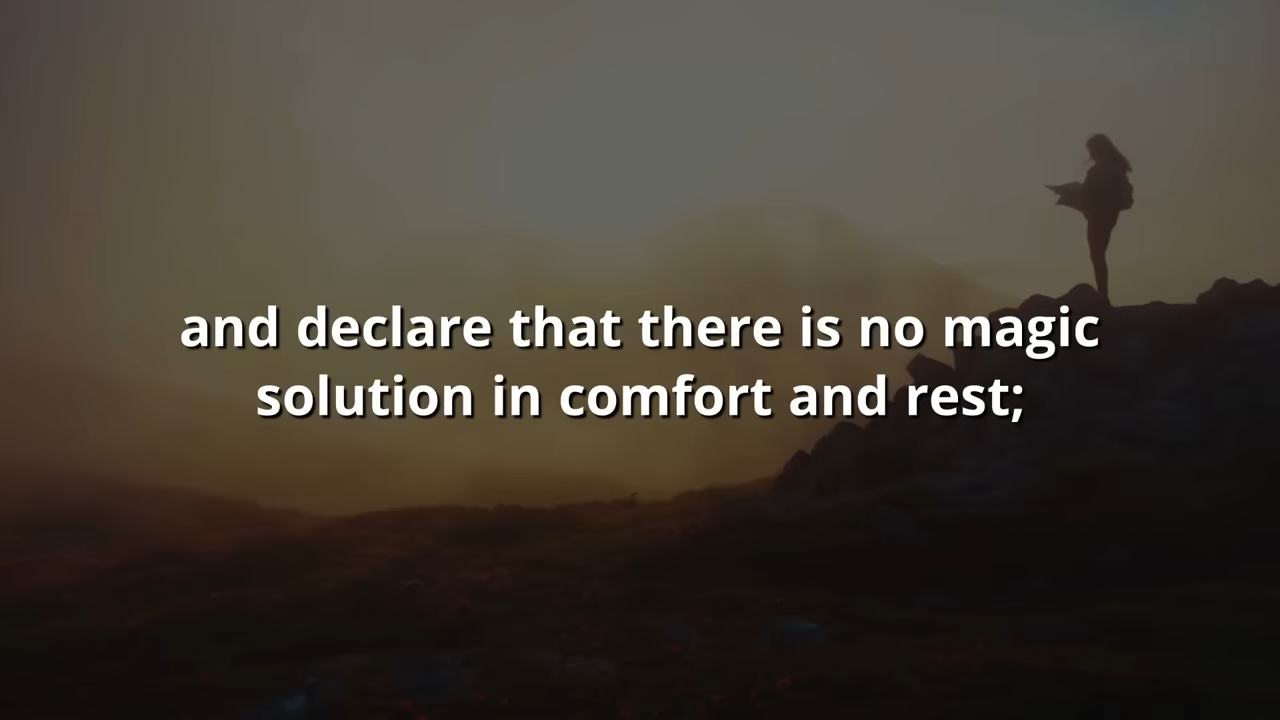 and declare that there is no magic
solution in comfort and rest;